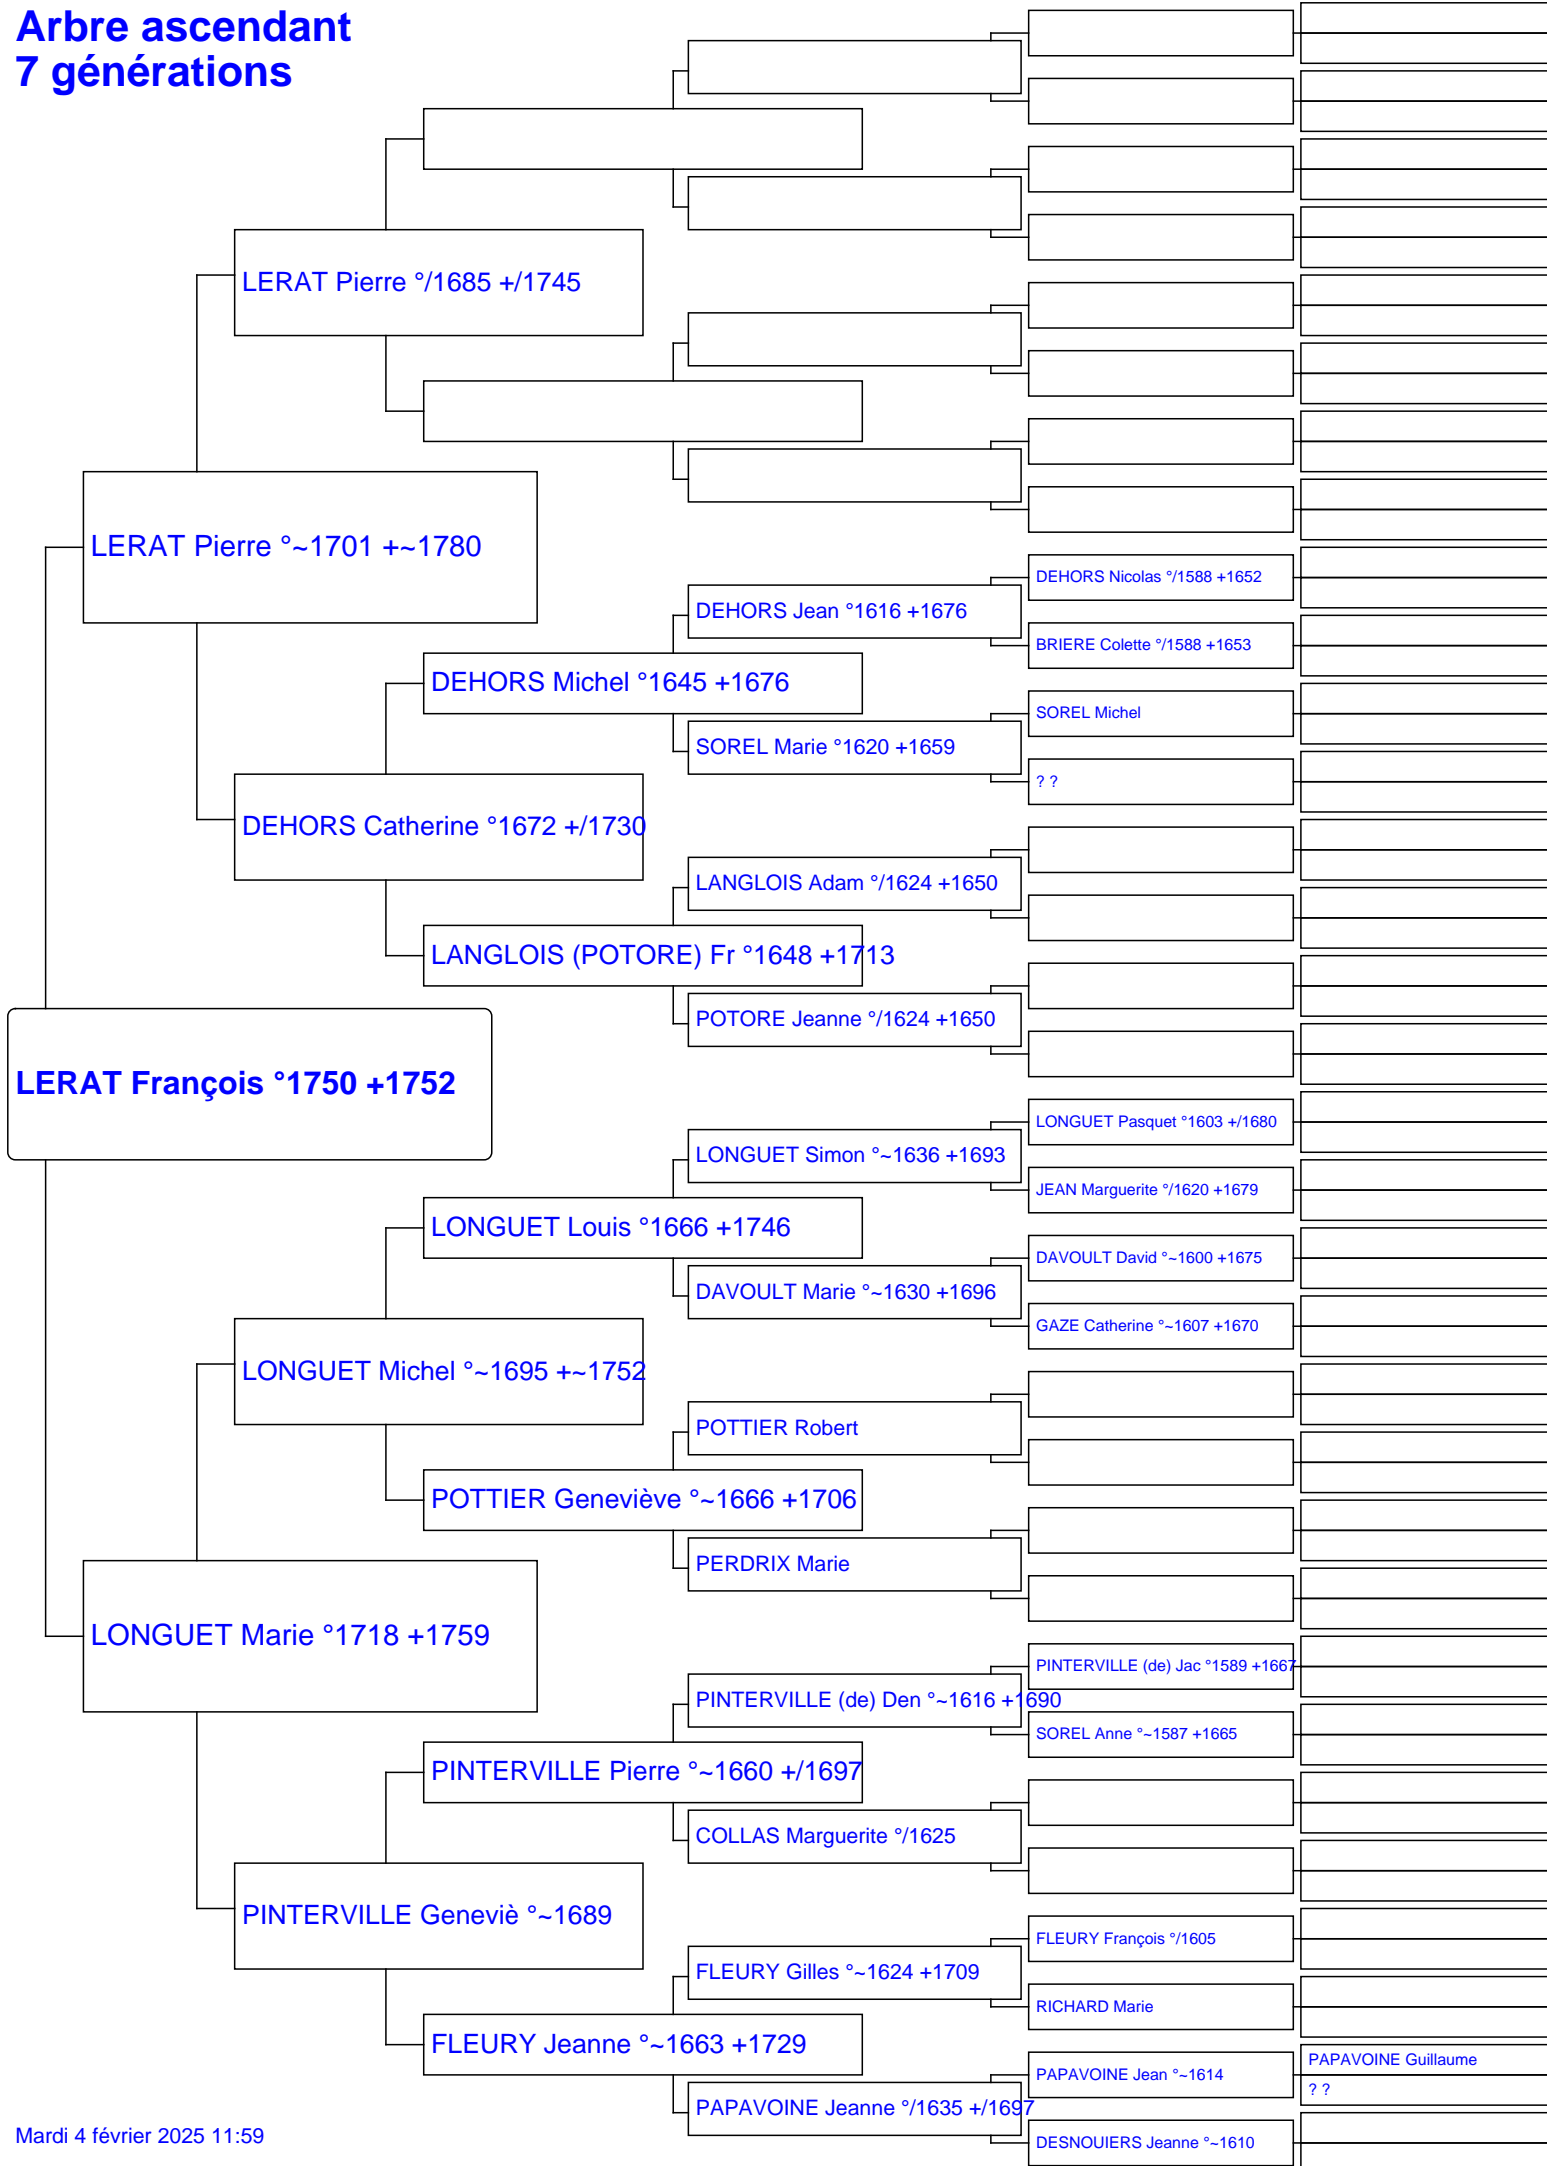 Arbre ascendant
7 générations
LERAT Pierre °/1685 +/1745
LERAT Pierre °~1701 +~1780
DEHORS Nicolas °/1588 +1652
DEHORS Jean °1616 +1676
BRIERE Colette °/1588 +1653
DEHORS Michel °1645 +1676
SOREL Michel
SOREL Marie °1620 +1659
? ?
DEHORS Catherine °1672 +/1730
LANGLOIS Adam °/1624 +1650
LANGLOIS (POTORE) Fr °1648 +1713
POTORE Jeanne °/1624 +1650
LERAT François °1750 +1752
LONGUET Pasquet °1603 +/1680
LONGUET Simon °~1636 +1693
JEAN Marguerite °/1620 +1679
LONGUET Louis °1666 +1746
DAVOULT David °~1600 +1675
DAVOULT Marie °~1630 +1696
GAZE Catherine °~1607 +1670
LONGUET Michel °~1695 +~1752
POTTIER Robert
POTTIER Geneviève °~1666 +1706
PERDRIX Marie
LONGUET Marie °1718 +1759
PINTERVILLE (de) Jac °1589 +1667
PINTERVILLE (de) Den °~1616 +1690
SOREL Anne °~1587 +1665
PINTERVILLE Pierre °~1660 +/1697
COLLAS Marguerite °/1625
PINTERVILLE Geneviè °~1689
FLEURY François °/1605
FLEURY Gilles °~1624 +1709
RICHARD Marie
FLEURY Jeanne °~1663 +1729
PAPAVOINE Guillaume
PAPAVOINE Jean °~1614
? ?
PAPAVOINE Jeanne °/1635 +/1697
DESNOUIERS Jeanne °~1610
Mardi 4 février 2025 11:59